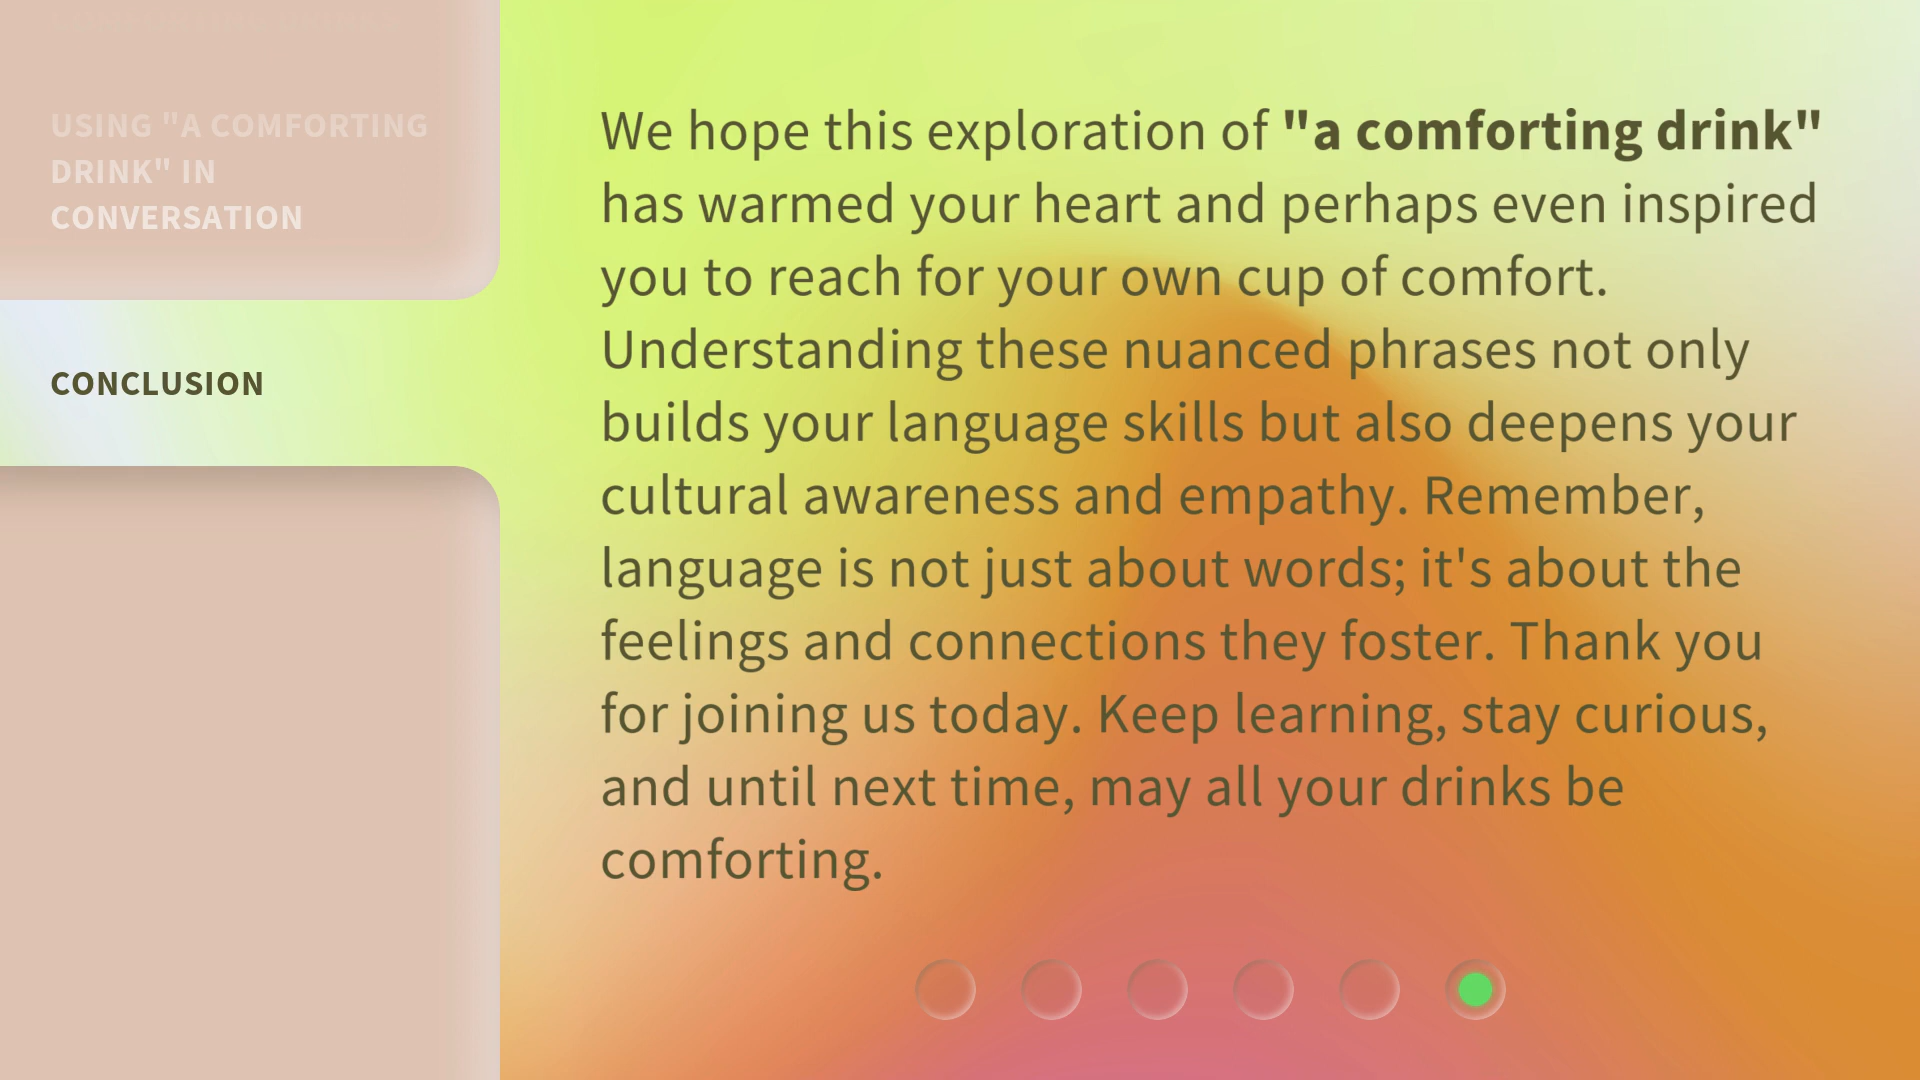 USING "A COMFORTING
DRINK" IN
CONVERSATION
CONCLUSION
We hope this exploration of "a comforting drink"
has warmed your heart and perhaps even inspired
you to reach for your own cup of comfort.
Understanding these nuanced phrases not only
builds your language skills but also deepens your
cultural awareness and empathy. Remember,
language is not just about words; it's about the
feelings and connections they foster. Thank you
for joining us today. Keep learning, stay curious,
and until next time, may all your drinks be
comforting.